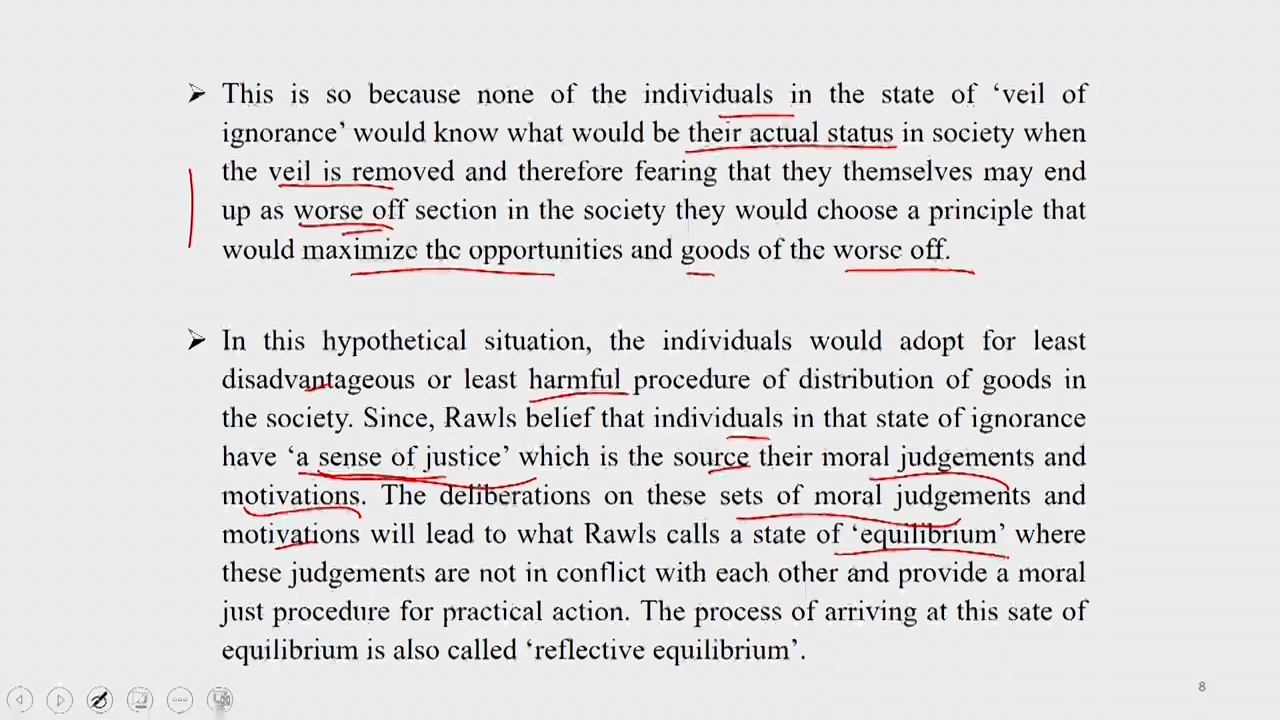 ➢ This is so because none of the individuals in the state of ‘veil of
ignorance’ would know what would be their actual status in society when
the veil is removed and therefore fearing that they themselves may end
up as worse off section in the society they would choose a principle that
would maximize the opportunities and goods of the worse off.
➢ In this hypothetical situation, the individuals would adopt for least
disadvantageous or least harmful procedure of distribution of goods in
the society. Since, Rawls belief that individuals in that state of ignorance
have ‘a sense of justice’ which is the source their moral judgements and
motivations. The deliberations on these sets of moral judgements and
motivations will lead to what Rawls calls a state of ‘equilibrium’ where
these judgements are not in conflict with each other and provide a moral
just procedure for practical action. The process of arriving at this sate of
equilibrium is also called ‘reflective equilibrium’.
8